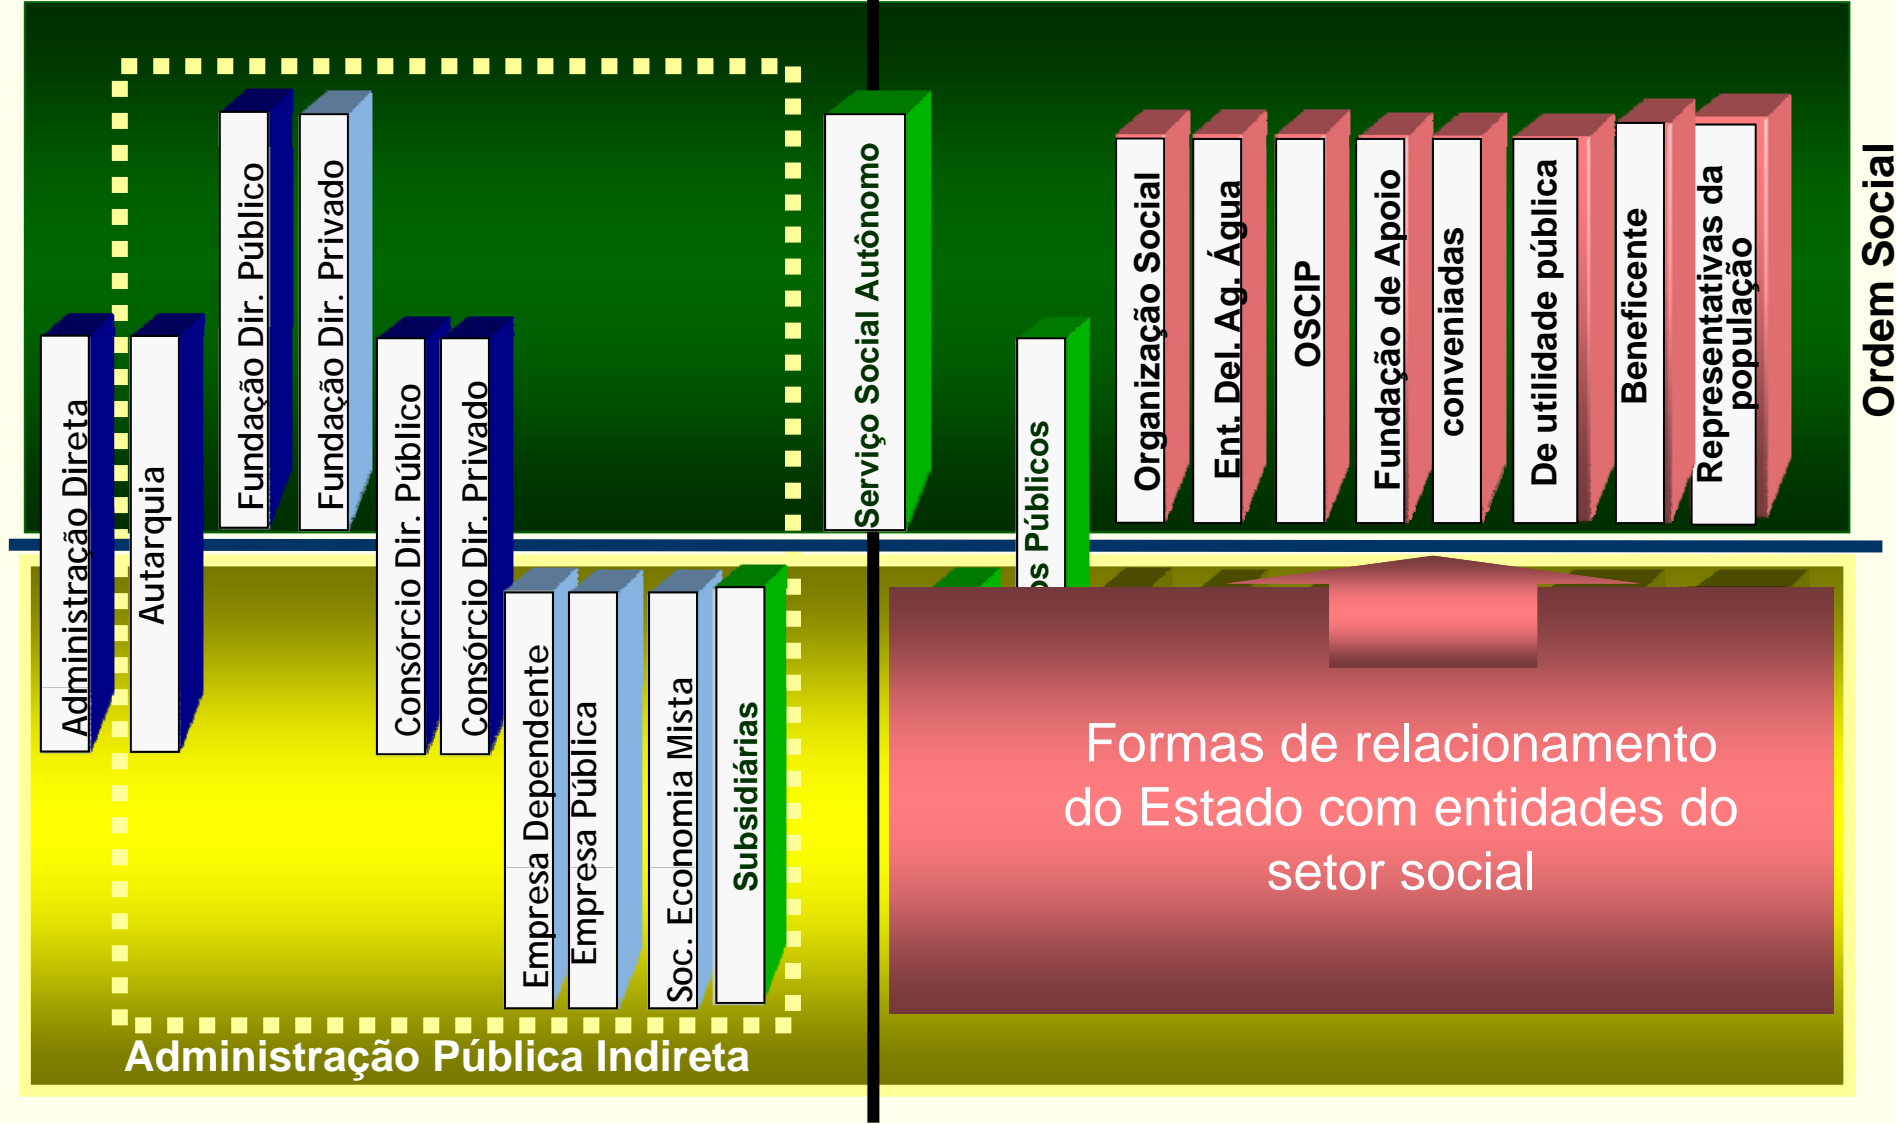 Administração Direta
Autarquia
Fundação Dir. Público
Fundação Dir. Privado
Consórcio Dir. Público
Consórcio Dir. Privado
Empresa Dependente
Empresa Pública
Soc. Economia Mista
Subsidiárias
Serviço Social Autônomo
Públicos
Organização Social
Ent. Del. Ag. Água
OSCIP
Fundação de Apoio
conveniadas
De utilidade pública
Beneficente
Representativas da
população
Ordem Social
Formas de relacionamento
do Estado com entidades do
setor social
Administração Pública Indireta